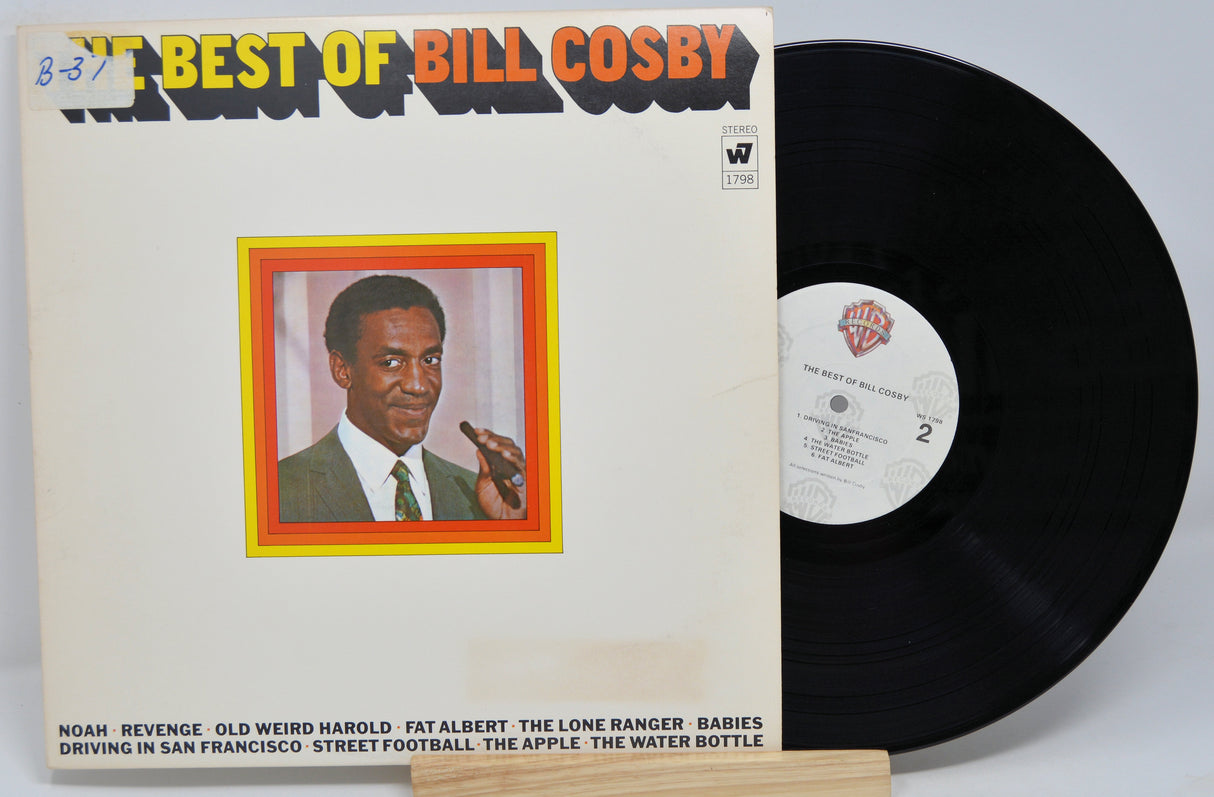 B-37
THE BEST OF BILL COSBY
STEREO
W7
1798
NOAH · REVENGE · OLD WEIRD HAROLD · FAT ALBERT · THE LONE RANGER · BABIES
DRIVING IN SAN FRANCISCO · STREET FOOTBALL · THE APPLE · THE WATER BOTTLE
RECORDS
THE BEST OF BILL COSBY
WS 1798
2
1. DRIVING IN SANFRANCISCO
2. THE APPLE
3. BABIES
4. THE WATER BOTTLE
5. STREET FOOTBALL
6. FAT ALBERT
All selections written by Bill Cosby